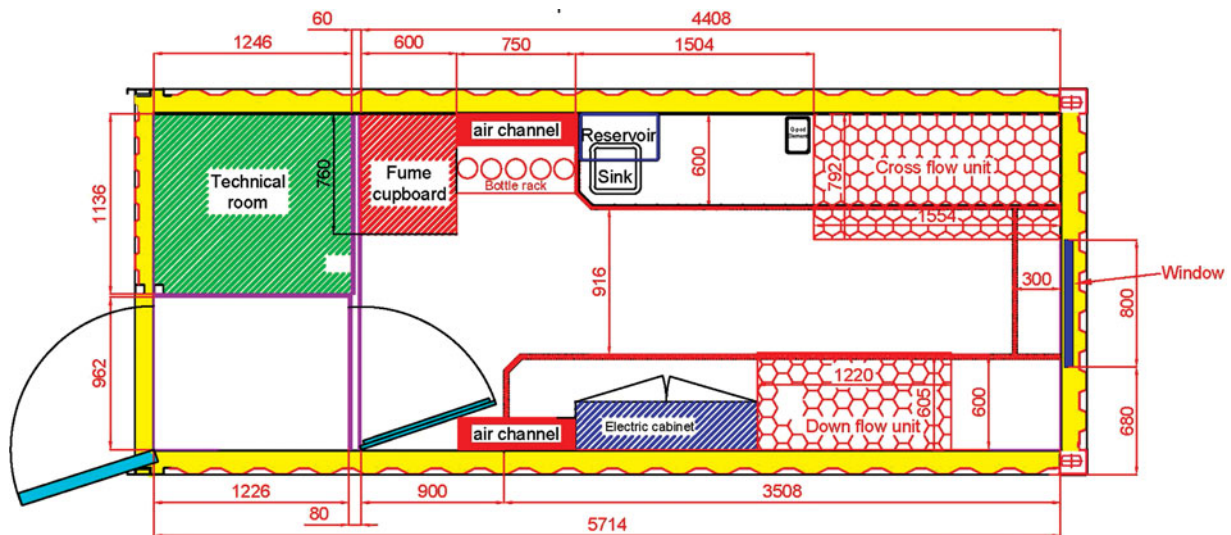 60
4408
1246
600
750
1504
air channel
Reservoir
Technical
room
Fume
cupboard
760
Bottle rack
Sink
600
792
Cross flow unit
1554
1136
916
300
Window
800
962
1220
605
600
680
air channel
Electric cabinet
Down flow unit
1226
900
3508
80
5714